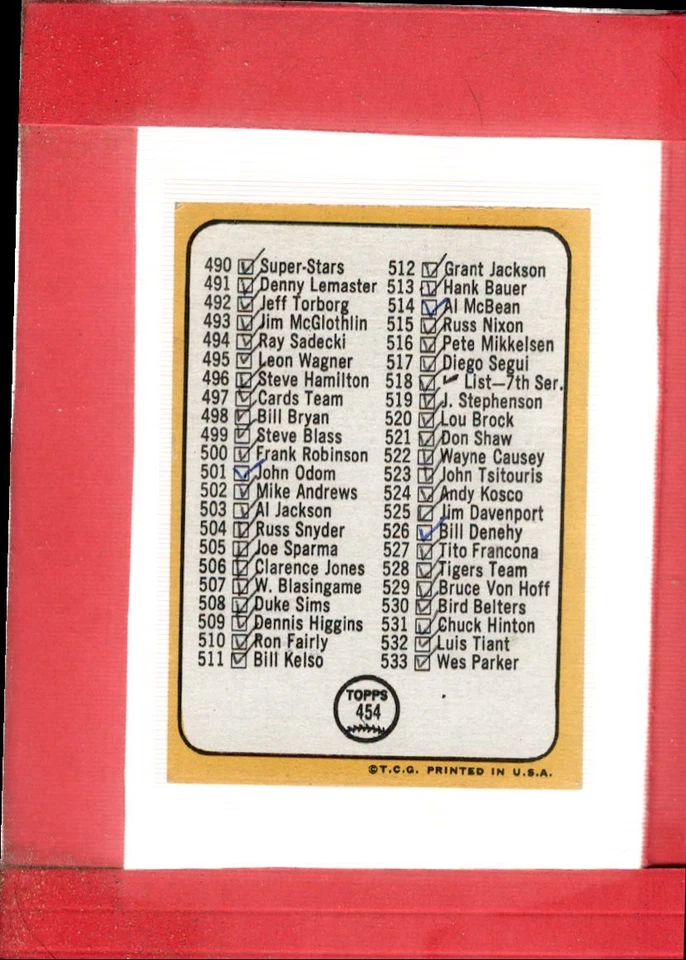 490 Super-Stars
491 Denny Lemaster
492 Jeff Torborg
493 Jim McGlothlin
494 Ray Sadecki
495 Leon Wagner
496 Steve Hamilton
497 Cards Team
498 Bill Bryan
499 Steve Blass
500 Frank Robinson
501 John Odom
502 Mike Andrews
503 Al Jackson
504 Russ Snyder
505 Joe Sparma
506 Clarence Jones
507 W. Blasingame
508 Duke Sims
509 Dennis Higgins
510 Ron Fairly
511 Bill Kelso
512 Grant Jackson
513 Hank Bauer
514 Al McBean
515 Russ Nixon
516 Pete Mikkelsen
517 Diego Segui
518 List—7th Ser.
519 J. Stephenson
520 Lou Brock
521 Don Shaw
522 Wayne Causey
523 John Tsitouris
524 Andy Kosco
525 Jim Davenport
526 Bill Denehy
527 Tito Francona
528 Tigers Team
529 Bruce Von Hoff
530 Bird Belters
531 Chuck Hinton
532 Luis Tiant
533 Wes Parker
TOPPS
454
©T.C.G. PRINTED IN U.S.A.